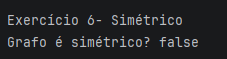 Exercício 6- Simétrico
Grafo é simétrico? false